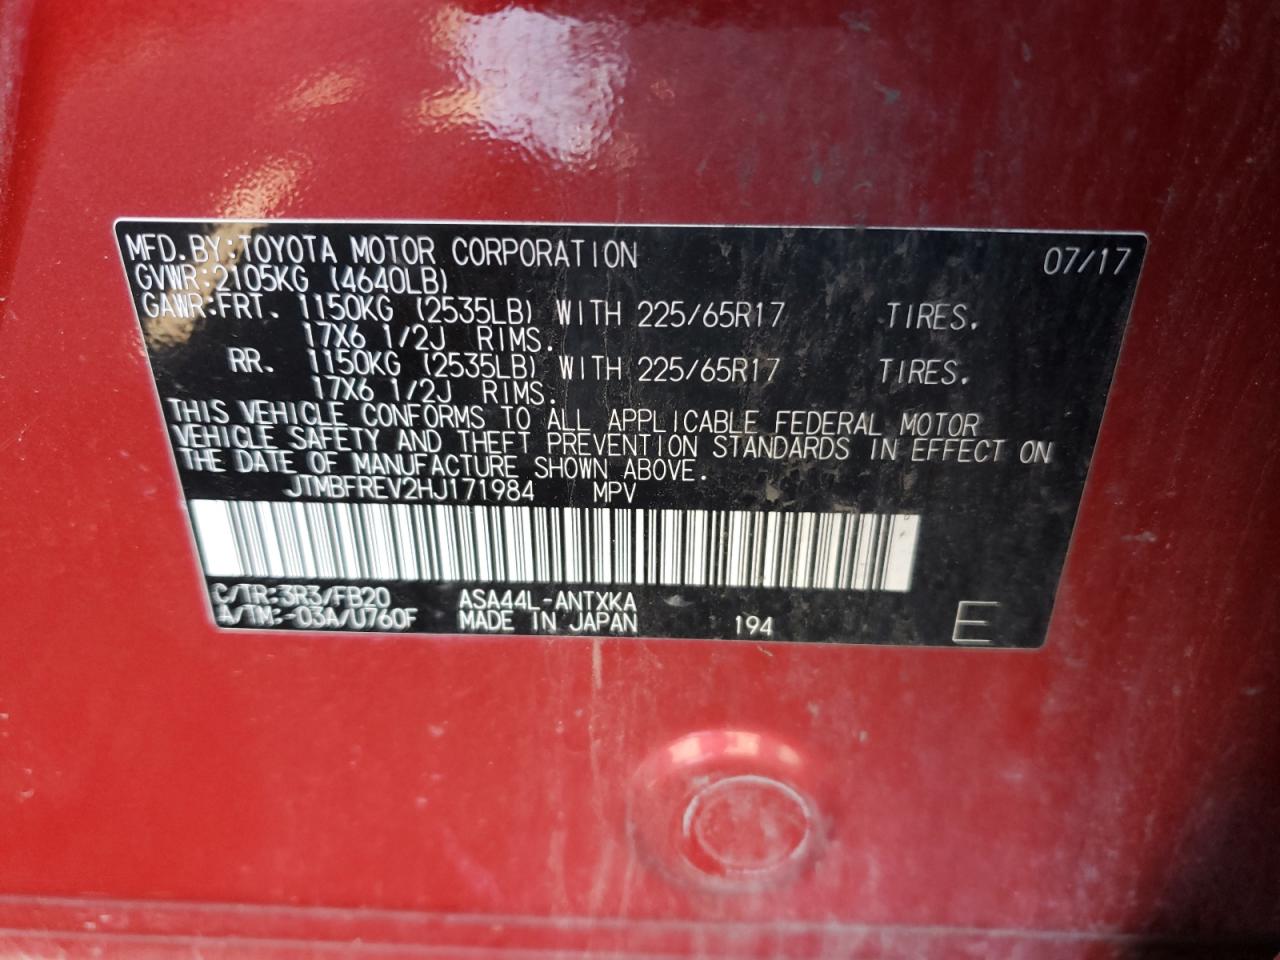 MFD.BY:TOYOTA MOTOR CORPORATION 07/17
GVWR:2105KG (4640LB)
GAWR:FRT. 1150KG (2535LB) WITH 225/65R17 TIRES.
17X6 1/2J RIMS.
RR. 1150KG (2535LB) WITH 225/65R17 TIRES.
17X6 1/2J RIMS.
THIS VEHICLE CONFORMS TO ALL APPLICABLE FEDERAL MOTOR
VEHICLE SAFETY AND THEFT PREVENTION STANDARDS IN EFFECT ON
THE DATE OF MANUFACTURE SHOWN ABOVE.
JTMBFREV2HJ171984 MPV
C/TR:3R3/FB20 ASA44L-ANTXKA
A/TM:-03A/U760F MADE IN JAPAN 194 E